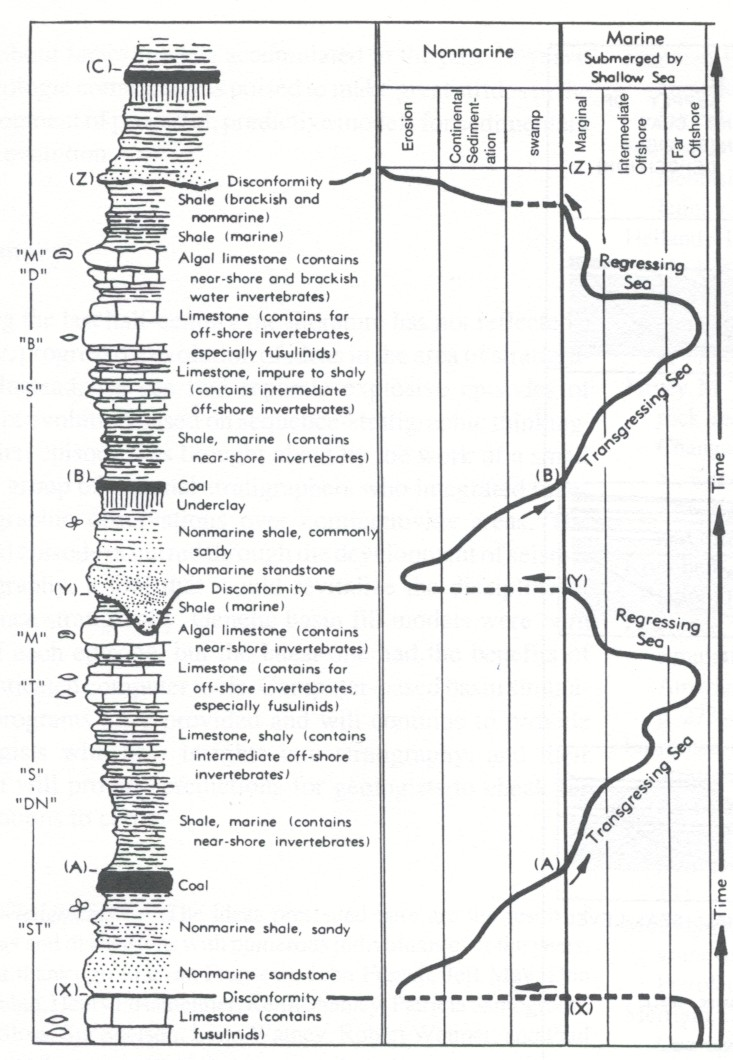 Nonmarine
Marine
Submerged by
Shallow Sea
Erosion
Continental
Sediment-
ation
swamp
Marginal
Intermediate
Offshore
Far
Offshore
(C)
(Z)
Disconformity
(Z)
Shale (brackish and
nonmarine)
Shale (marine)
"M"
"D"
Algal limestone (contains
near-shore and brackish
water invertebrates)
Regressing
Sea
Limestone (contains far
off-shore invertebrates,
especially fusulinids)
"B"
Limestone, impure to shaly
(contains intermediate
off-shore invertebrates)
"S"
Transgressing Sea
Shale, marine (contains
near-shore invertebrates)
(B)
Coal
(B)
Underclay
Time
Nonmarine shale, commonly
sandy
Nonmarine standstone
(Y)
Disconformity
(Y)
Shale (marine)
"M"
Algal limestone (contains
near-shore invertebrates)
Regressing
Sea
Limestone (contains far
off-shore invertebrates,
especially fusulinids)
"T"
Limestone, shaly (contains
intermediate off-shore
invertebrates)
"S"
"DN"
Transgressing Sea
Shale, marine (contains
near-shore invertebrates)
(A)
Coal
(A)
Time
"ST"
Nonmarine shale, sandy
Nonmarine sandstone
(X)
Disconformity
(X)
Limestone (contains
fusulinids)